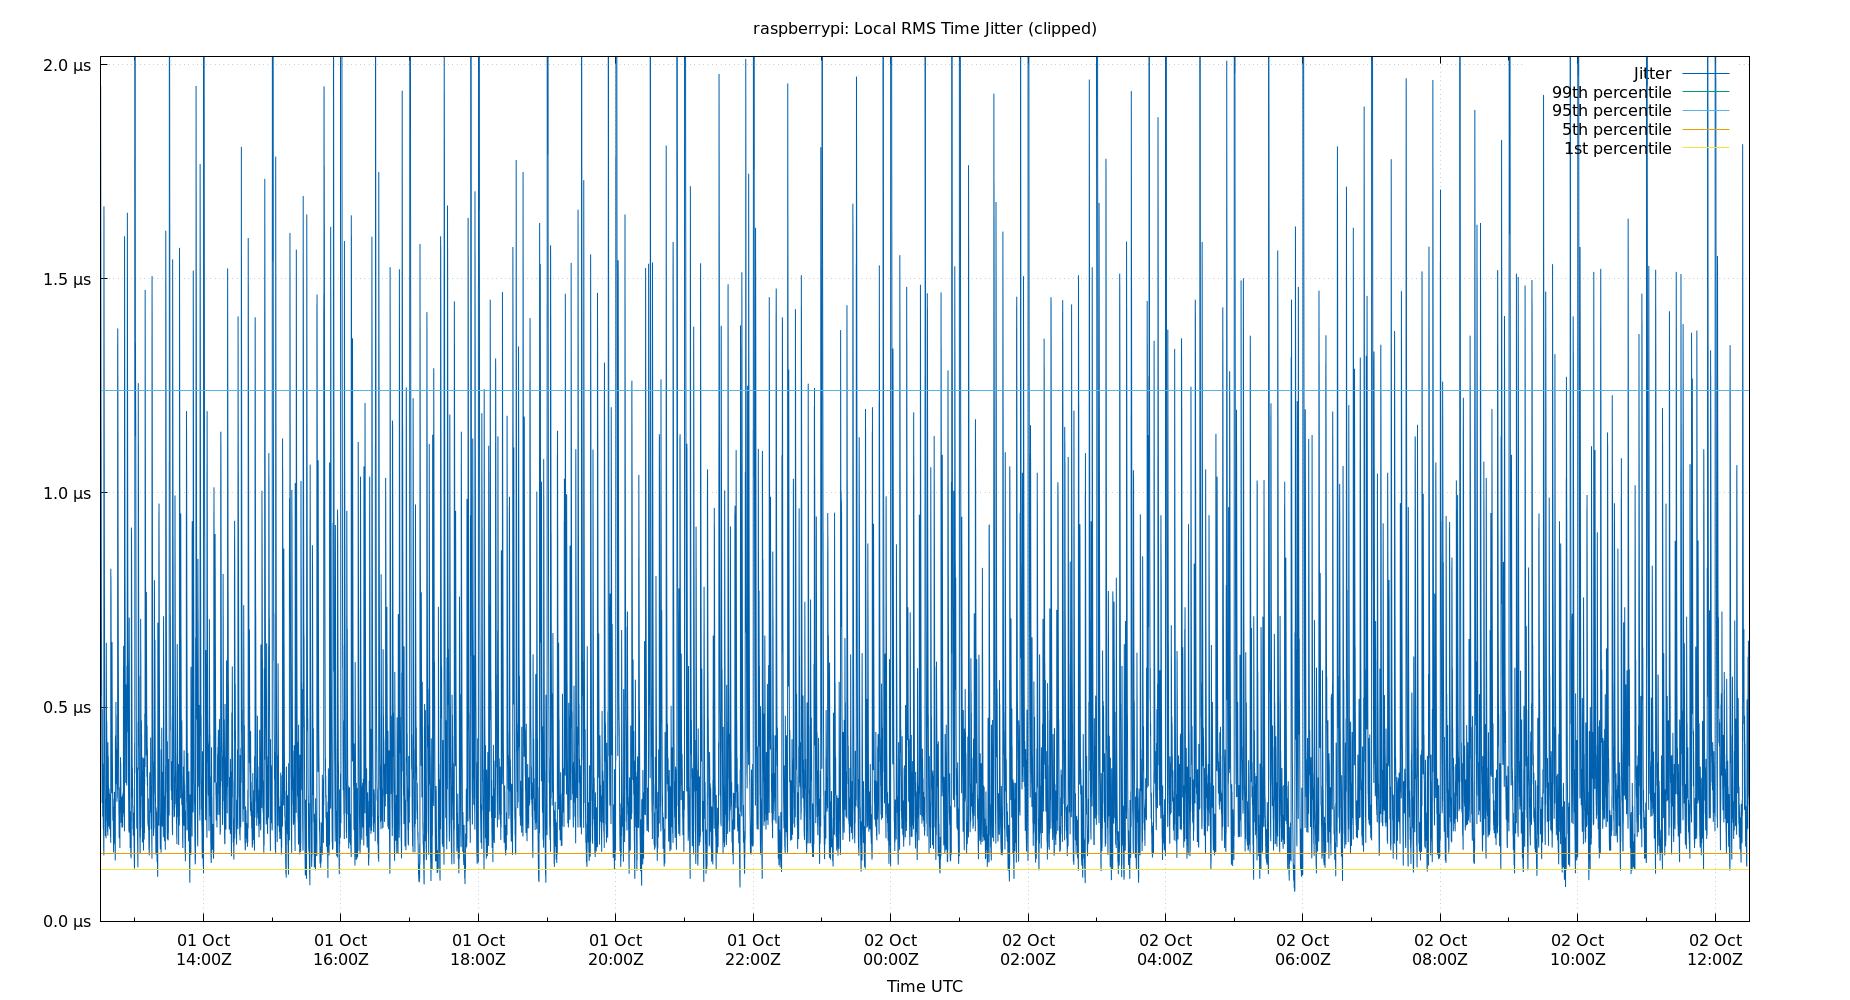 raspberrypi: Local RMS Time Jitter (clipped)
2.0 µs
1.5 µs
1.0 µs
0.5 µs
0.0 µs
Jitter
99th percentile
95th percentile
5th percentile
1st percentile
01 Oct 01 Oct 01 Oct 01 Oct 01 Oct 02 Oct 02 Oct 02 Oct 02 Oct 02 Oct 02 Oct 02 Oct
14:00Z 16:00Z 18:00Z 20:00Z 22:00Z 00:00Z 02:00Z 04:00Z 06:00Z 08:00Z 10:00Z 12:00Z
Time UTC